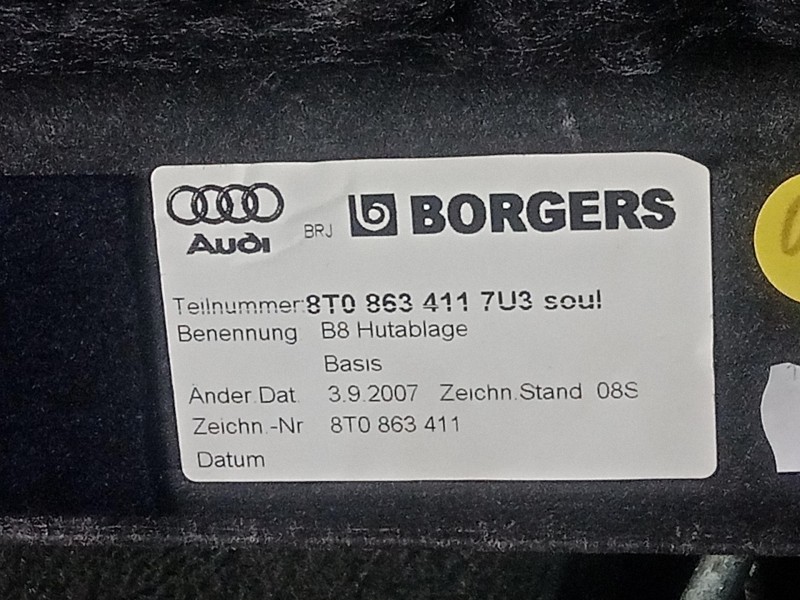 Audi BRJ b BORGERS
Teilnummer: 8T0 863 411 7U3 soul
Benennung B8 Hutablage
Basis
Änder.Dat. 3.9.2007 Zeichn.Stand 08S
Zeichn.-Nr 8T0 863 411
Datum